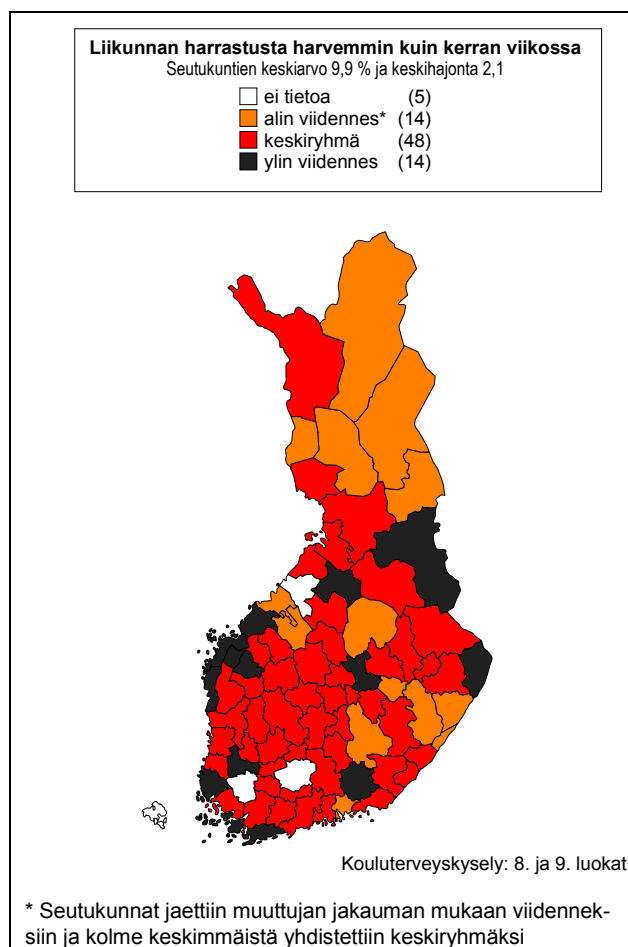 Liikunnan harrastusta harvemmin kuin kerran viikossa
Seutukuntien keskiarvo 9,9 % ja keskihajonta 2,1
ei tietoa (5)
alin viidennes* (14)
keskiryhmä (48)
ylin viidennes (14)
Kouluterveyskysely: 8. ja 9. luokat
* Seutukunnat jaettiin muuttujan jakauman mukaan viidennek-
siin ja kolme keskimmäistä yhdistettiin keskiryhmäksi